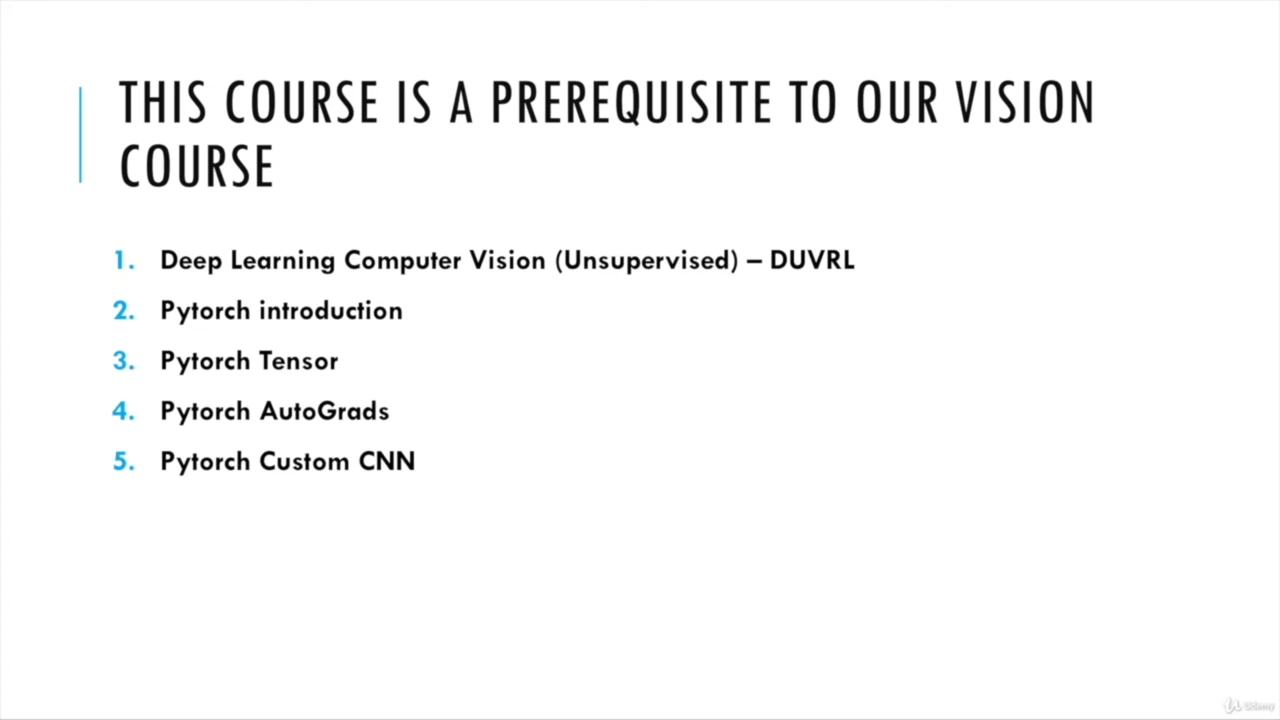 THIS COURSE IS A PREREQUISITE TO OUR VISION
COURSE
1. Deep Learning Computer Vision (Unsupervised) – DUVRL
2. Pytorch introduction
3. Pytorch Tensor
4. Pytorch AutoGrads
5. Pytorch Custom CNN
Udemy